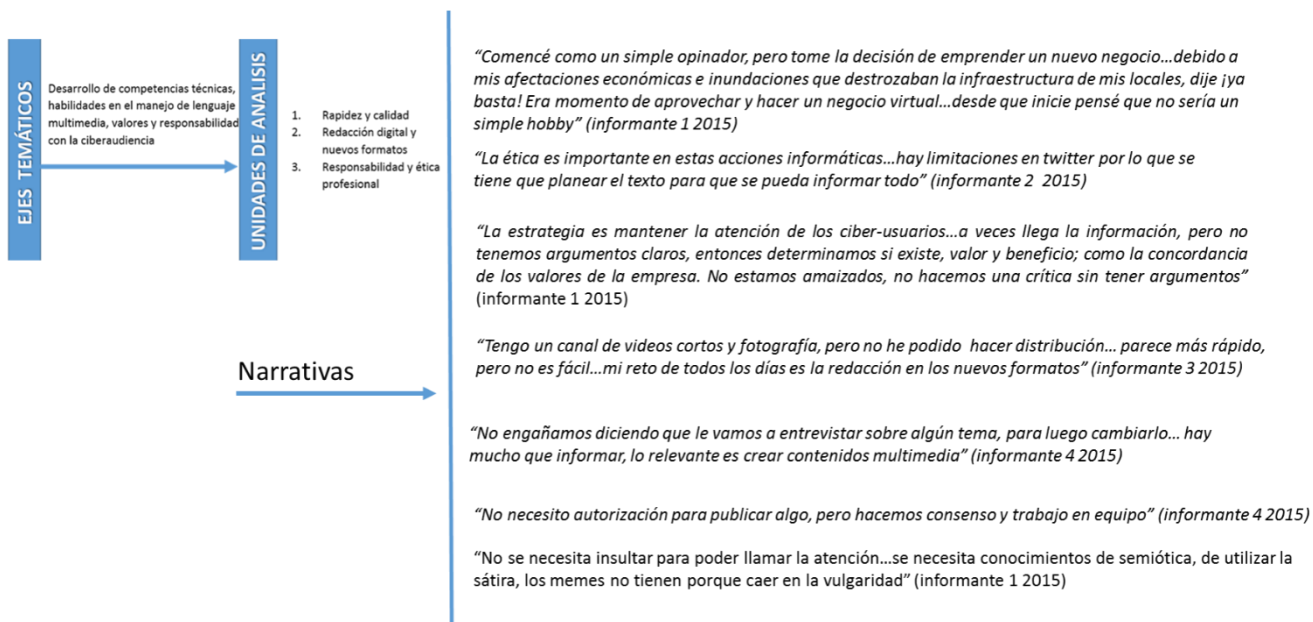 EJES TEMÁTICOS
Desarrollo de competencias técnicas,
habilidades en el manejo de lenguaje
multimedia, valores y responsabilidad
con la ciberaudiencia
UNIDADES DE ANALISIS
1. Rapidez y calidad
2. Redacción digital y
nuevos formatos
3. Responsabilidad y ética
profesional
Narrativas
“Comencé como un simple opinador, pero tome la decisión de emprender un nuevo negocio…debido a
mis afectaciones económicas e inundaciones que destrozaban la infraestructura de mis locales, dije ¡ya
basta! Era momento de aprovechar y hacer un negocio virtual…desde que inicie pensé que no sería un
simple hobby” (informante 1 2015)
“La ética es importante en estas acciones informáticas…hay limitaciones en twitter por lo que se
tiene que planear el texto para que se pueda informar todo” (informante 2 2015)
“La estrategia es mantener la atención de los ciber-usuarios…a veces llega la información, pero no
tenemos argumentos claros, entonces determinamos si existe, valor y beneficio; como la concordancia
de los valores de la empresa. No estamos amaizados, no hacemos una crítica sin tener argumentos”
(informante 1 2015)
“Tengo un canal de videos cortos y fotografía, pero no he podido hacer distribución… parece más rápido,
pero no es fácil…mi reto de todos los días es la redacción en los nuevos formatos” (informante 3 2015)
“No engañamos diciendo que le vamos a entrevistar sobre algún tema, para luego cambiarlo… hay
mucho que informar, lo relevante es crear contenidos multimedia” (informante 4 2015)
“No necesito autorización para publicar algo, pero hacemos consenso y trabajo en equipo” (informante 4 2015)
“No se necesita insultar para poder llamar la atención…se necesita conocimientos de semiótica, de utilizar la
sátira, los memes no tienen porque caer en la vulgaridad” (informante 1 2015)